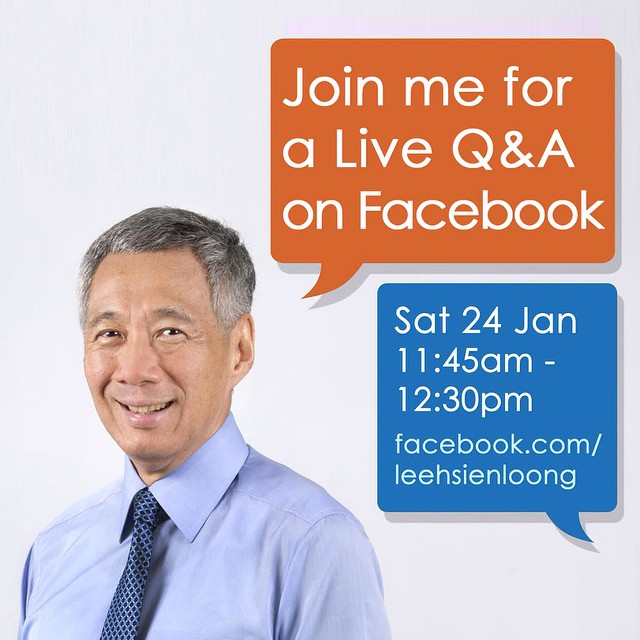 Join me for
a Live Q&A
on Facebook
Sat 24 Jan
11:45am -
12:30pm
facebook.com/
leehsienloong